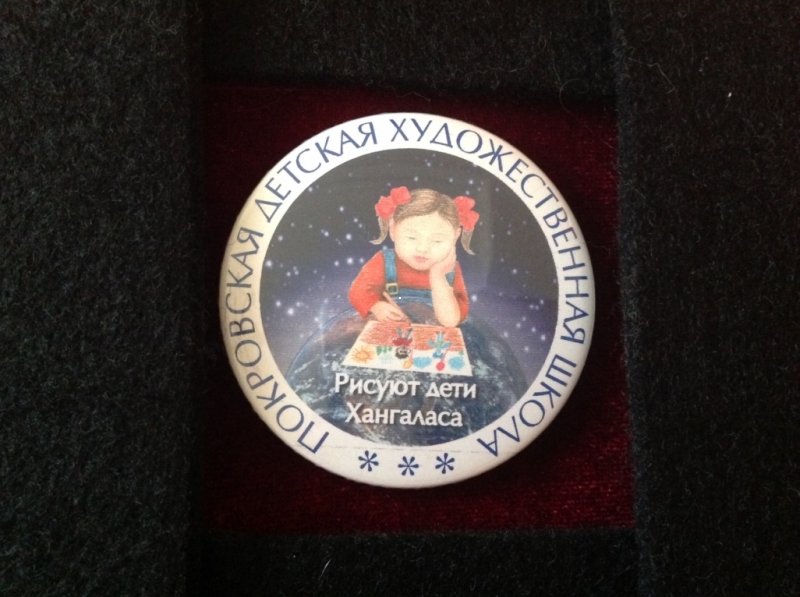 ПОКРОВСКАЯ ДЕТСКАЯ ХУДОЖЕСТВЕННАЯ ШКОЛА
Рисуют дети
Хангаласа
* * *